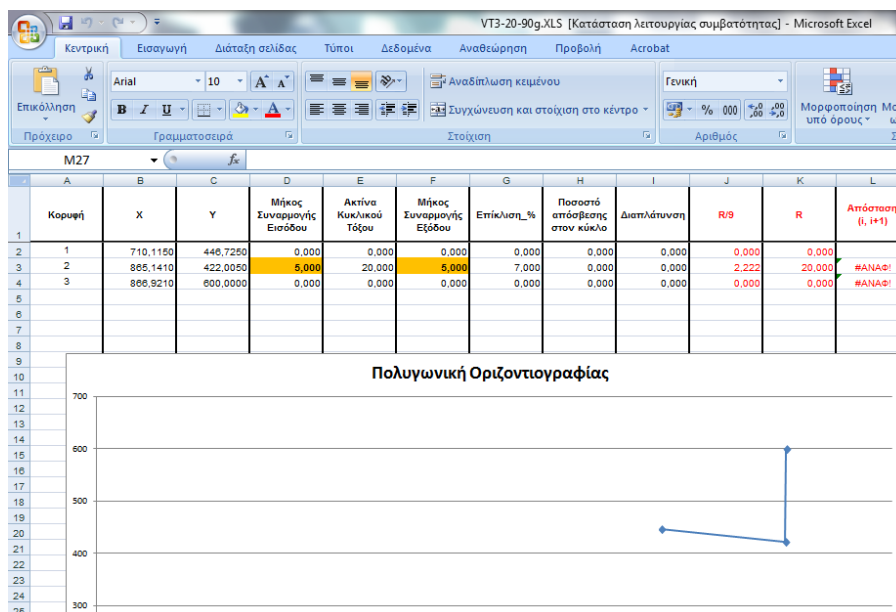 VT3-20-90g.XLS [Κατάσταση λειτουργίας συμβατότητας] - Microsoft Excel
Κεντρική Εισαγωγή Διάταξη σελίδας Τύποι Δεδομένα Αναθεώρηση Προβολή Acrobat
Arial 10 A A Αναδίπλωση κειμένου Γενική
Επικόλληση B I U A Συγχώνευση και στοίχιση στο κέντρο % 000 ,0 ,00 ,00 ,0 Μορφοποίηση
υπό όρους
Πρόχειρο Γραμματοσειρά Στοίχιση Αριθμός
M27 fx
A B C D E F G H I J K L
1 Κορυφή X Y Μήκος Συναρμογής Εισόδου Ακτίνα Κυκλικού Τόξου Μήκος Συναρμογής Εξόδου Επίκλιση_% Ποσοστό απόσβεσης στον κύκλο Διαπλάτυνση R/9 R Απόσταση (i, i+1)
2 1 710,1150 446,7250 0,000 0,000 0,000 0,000 0,000 0,000 0,000 0,000
3 2 865,1410 422,0050 5,000 20,000 5,000 7,000 0,000 0,000 2,222 20,000 #ΑΝΑΦ!
4 3 866,9210 600,0000 0,000 0,000 0,000 0,000 0,000 0,000 0,000 0,000 #ΑΝΑΦ!
5
6
7
8
9
10 Πολυγωνική Οριζοντιογραφίας
11 700
12
13
14
15 600
16
17
18 500
19
20
21 400
22
23
24
25 300